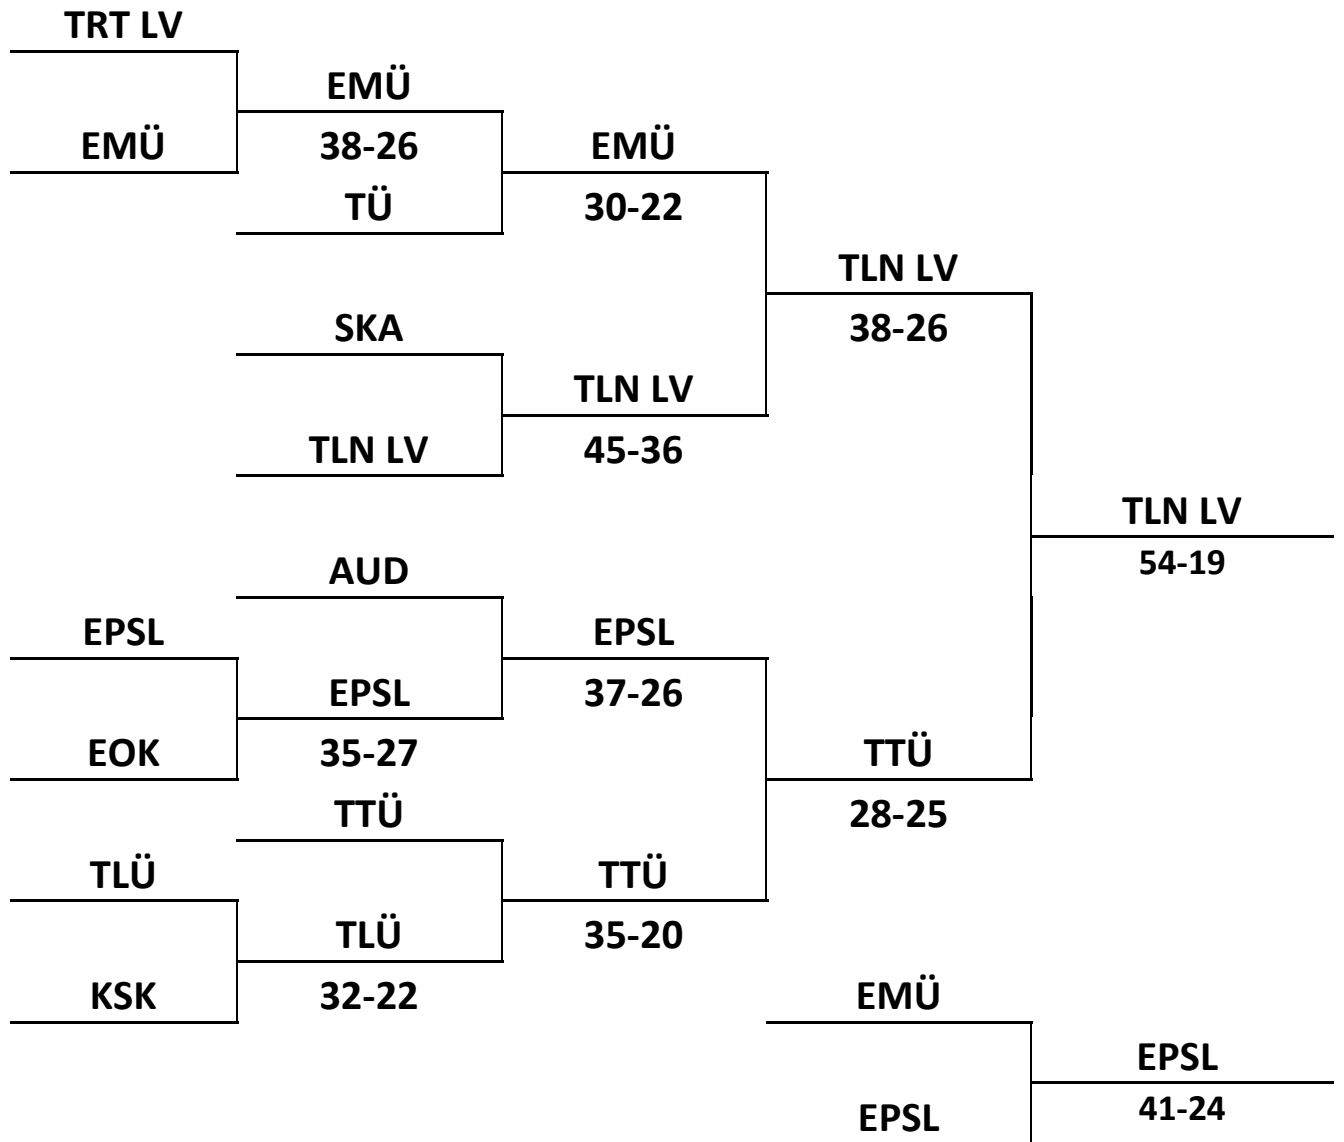 TRT LV
EMÜ
EMÜ
38-26
EMÜ
TÜ
30-22
TLN LV
SKA
38-26
TLN LV
TLN LV
45-36
TLN LV
AUD
54-19
EPSL
EPSL
EPSL
37-26
EOK
35-27
TTÜ
TTÜ
28-25
TLÜ
TTÜ
TLÜ
35-20
KSK
32-22
EMÜ
EPSL
EPSL
41-24